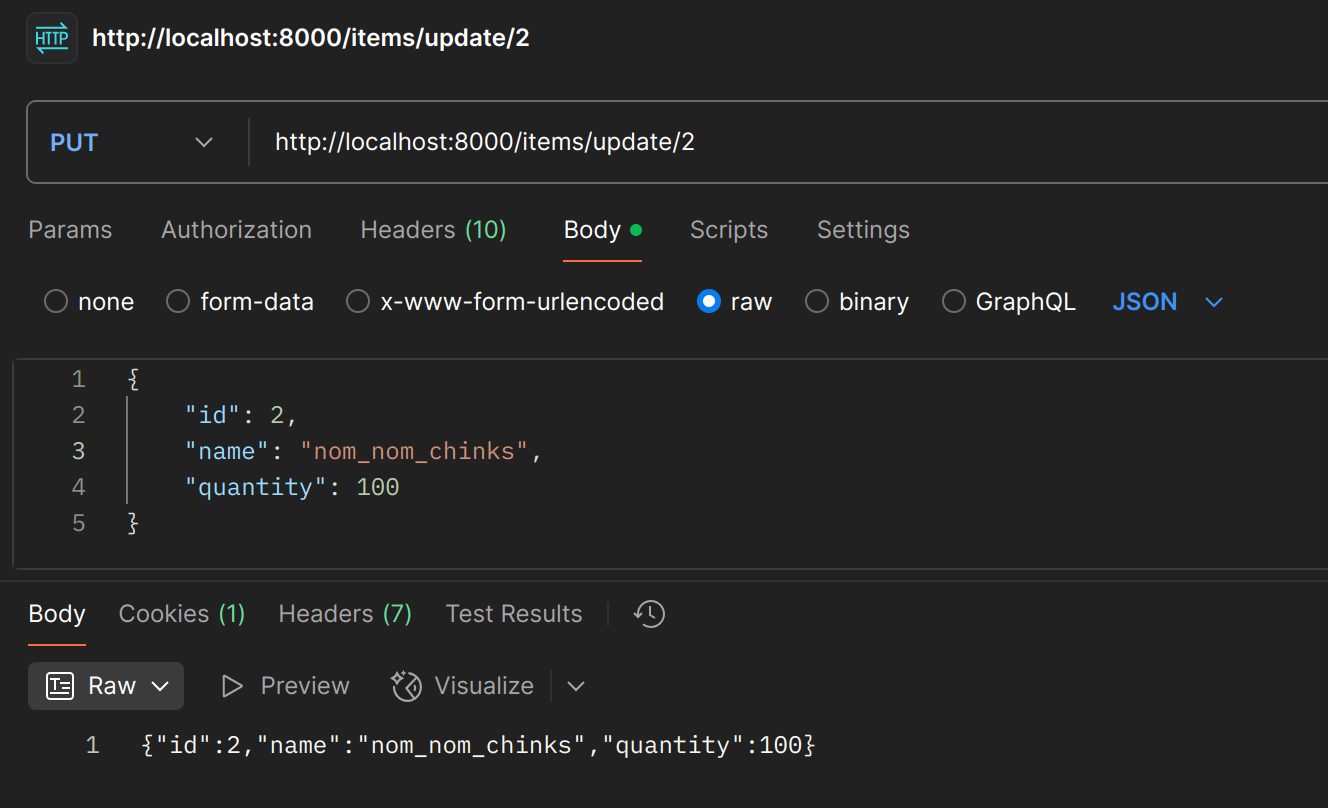 HTTP http://localhost:8000/items/update/2
PUT http://localhost:8000/items/update/2
Params Authorization Headers (10) Body Scripts Settings
none form-data x-www-form-urlencoded raw binary GraphQL JSON
1 {
2 "id": 2,
3 "name": "nom_nom_chinks",
4 "quantity": 100
5 }
Body Cookies (1) Headers (7) Test Results
Raw Preview Visualize
1 {"id":2,"name":"nom_nom_chinks","quantity":100}